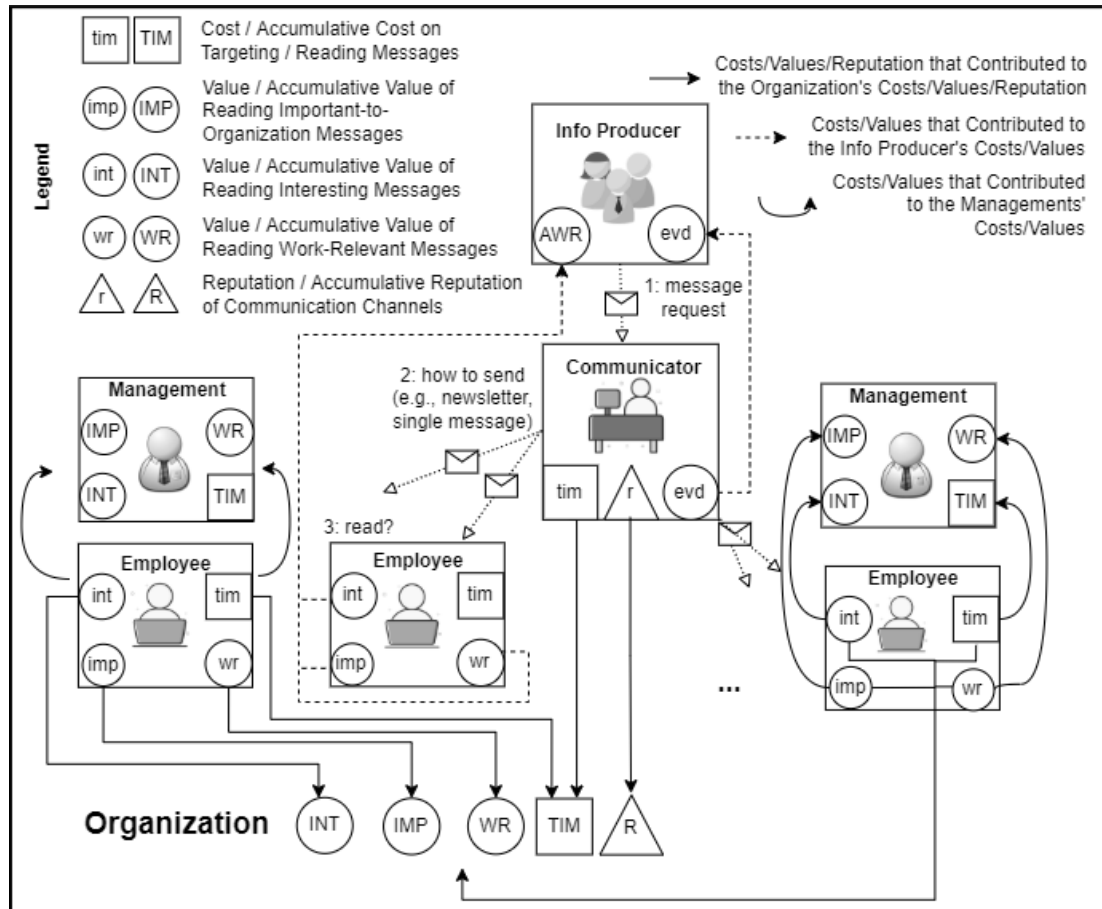 Legend
tim
TIM
Cost / Accumulative Cost on
Targeting / Reading Messages
imp
IMP
Value / Accumulative Value of
Reading Important-to-
Organization Messages
int
INT
Value / Accumulative Value of
Reading Interesting Messages
wr
WR
Value / Accumulative Value of
Reading Work-Relevant Messages
r
R
Reputation / Accumulative Reputation
of Communication Channels
Costs/Values/Reputation that Contributed to
the Organization's Costs/Values/Reputation
Costs/Values that Contributed to
the Info Producer's Costs/Values
Costs/Values that Contributed
to the Managements'
Costs/Values
Info Producer
AWR
evd
1: message
request
Communicator
tim
r
evd
2: how to send
(e.g., newsletter,
single message)
Management
IMP
WR
INT
TIM
Employee
int
tim
imp
wr
3: read?
Employee
int
tim
imp
wr
...
Management
IMP
WR
INT
TIM
Employee
int
tim
imp
wr
Organization
INT
IMP
WR
TIM
R